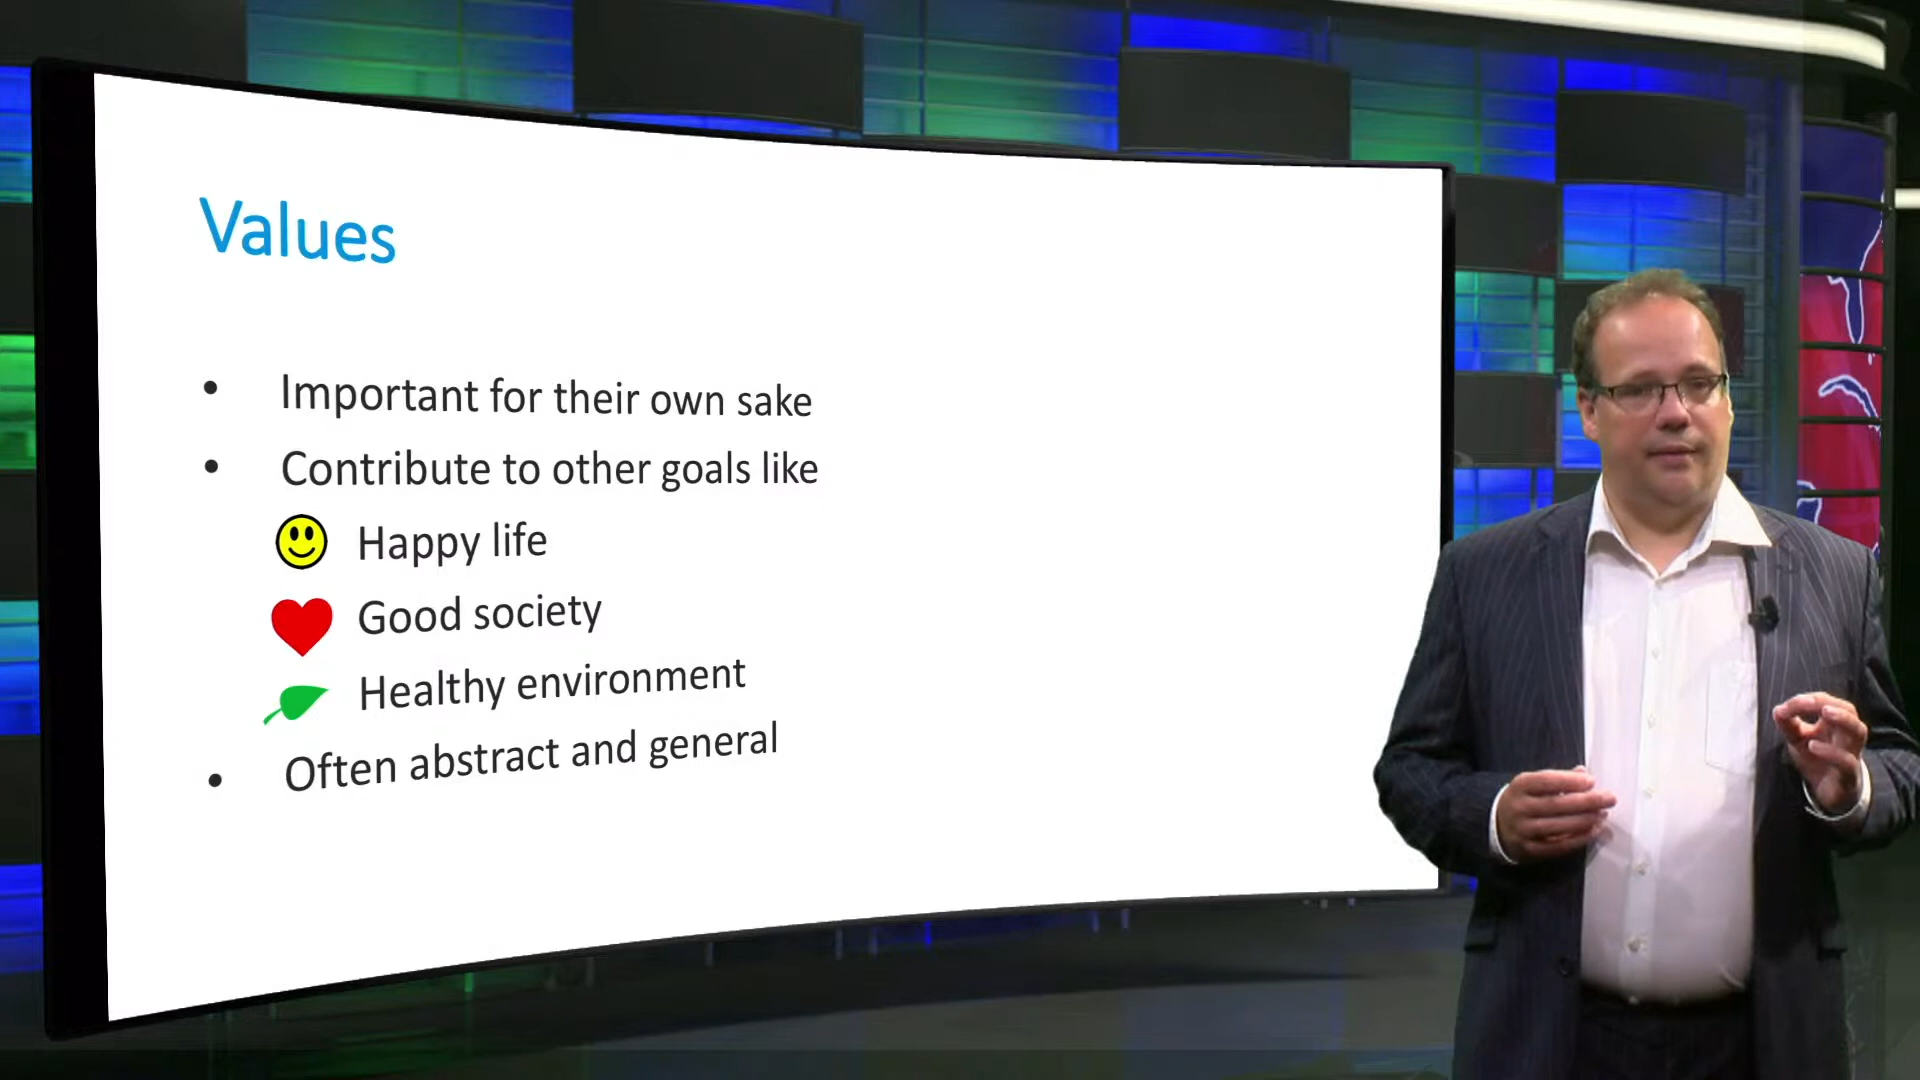 Values
• Important for their own sake
• Contribute to other goals like
Happy life
Good society
Healthy environment
• Often abstract and general